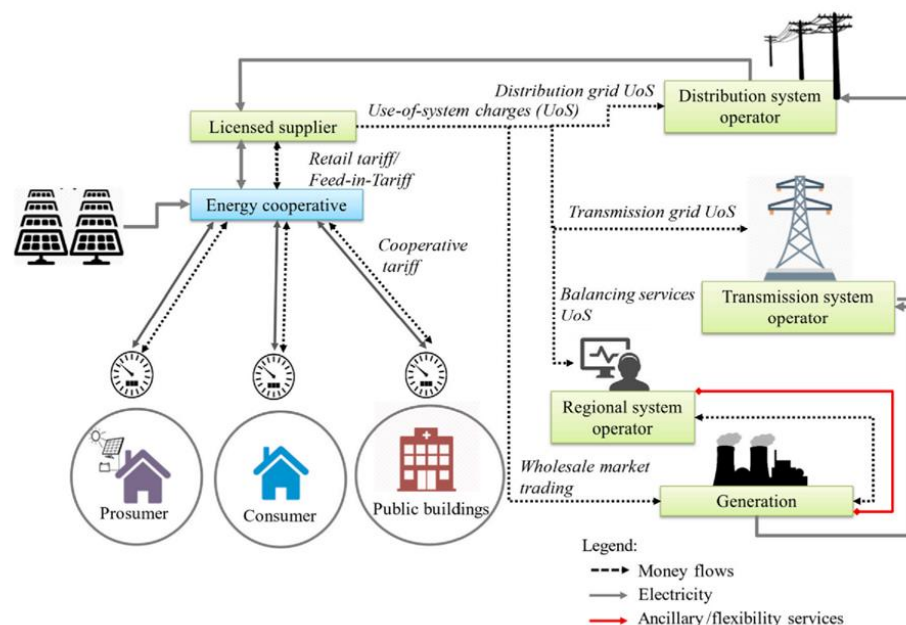 Distribution grid UoS
Use-of-system charges (UoS)
Distribution system
operator
Licensed supplier
Retail tariff/
Feed-in-Tariff
Energy cooperative
Transmission grid UoS
Cooperative
tariff
Balancing services
UoS
Transmission system
operator
Regional system
operator
Wholesale market
trading
Generation
Prosumer
Consumer
Public buildings
Legend:
Money flows
Electricity
Ancillary/flexibility services